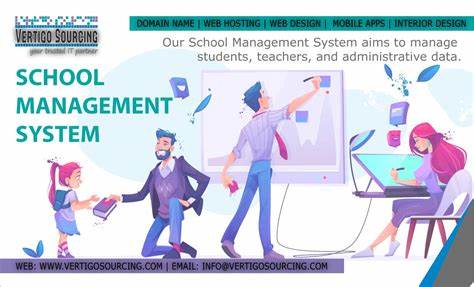 VERTIGO SOURCING
your trusted IT partner
DOMAIN NAME | WEB HOSTING | WEB DESIGN | MOBILE APPS | INTERIOR DESIGN
Our School Management System aims to manage
students, teachers, and administrative data.
SCHOOL
MANAGEMENT
SYSTEM
WEB: WWW.VERTIGOSOURCING.COM | EMAIL: INFO@VERTIGOSOURCING.COM